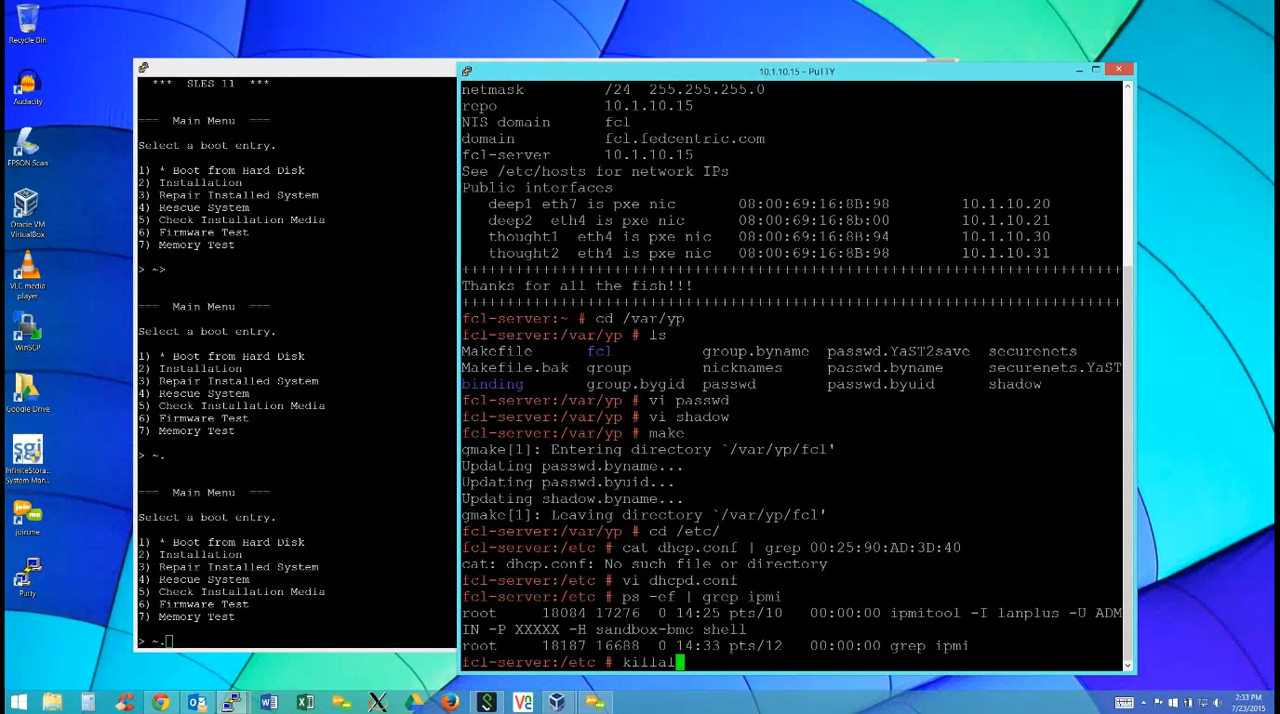 Recycle Bin
Audacity
EPSON Scan
Oracle VM
VirtualBox
VLC media
player
WinSCP
Google Drive
sgi
InfiniteStora...
System Man...
join.me
Putty
*** SLES 11 ***
=== Main Menu ===
Select a boot entry.
1) * Boot from Hard Disk
2) Installation
3) Repair Installed System
4) Rescue System
5) Check Installation Media
6) Firmware Test
7) Memory Test
> ~>
=== Main Menu ===
Select a boot entry.
1) * Boot from Hard Disk
2) Installation
3) Repair Installed System
4) Rescue System
5) Check Installation Media
6) Firmware Test
7) Memory Test
> ~.
=== Main Menu ===
Select a boot entry.
1) * Boot from Hard Disk
2) Installation
3) Repair Installed System
4) Rescue System
5) Check Installation Media
6) Firmware Test
7) Memory Test
> ~.
10.1.10.15 - PuTTY
netmask /24 255.255.255.0
repo 10.1.10.15
NIS domain fcl
domain fcl.fedcentric.com
fcl-server 10.1.10.15
See /etc/hosts for network IPs
Public interfaces
deep1 eth7 is pxe nic 08:00:69:16:8B:98 10.1.10.20
deep2 eth4 is pxe nic 08:00:69:16:8b:00 10.1.10.21
thought1 eth4 is pxe nic 08:00:69:16:8B:94 10.1.10.30
thought2 eth4 is pxe nic 08:00:69:16:8B:98 10.1.10.31
++++++++++++++++++++++++++++++++++++++++++++++++++++++++++++++++++++++++++
Thanks for all the fish!!!
++++++++++++++++++++++++++++++++++++++++++++++++++++++++++++++++++++++++++
fcl-server:~ # cd /var/yp
fcl-server:/var/yp # ls
Makefile fcl group.byname passwd.YaST2save securenets
Makefile.bak group nicknames passwd.byname securenets.YaST
binding group.bygid passwd passwd.byuid shadow
fcl-server:/var/yp # vi passwd
fcl-server:/var/yp # vi shadow
fcl-server:/var/yp # make
gmake[1]: Entering directory `/var/yp/fcl'
Updating passwd.byname...
Updating passwd.byuid...
Updating shadow.byname...
gmake[1]: Leaving directory `/var/yp/fcl'
fcl-server:/var/yp # cd /etc/
fcl-server:/etc # cat dhcp.conf | grep 00:25:90:AD:3D:40
cat: dhcp.conf: No such file or directory
fcl-server:/etc # vi dhcpd.conf
fcl-server:/etc # ps -ef | grep ipmi
root 18084 17276 0 14:25 pts/10 00:00:00 ipmitool -I lanplus -U ADM
IN -P XXXXX -H sandbox-bmc shell
root 18187 16688 0 14:33 pts/12 00:00:00 grep ipmi
fcl-server:/etc # killal
2:33 PM
7/23/2015